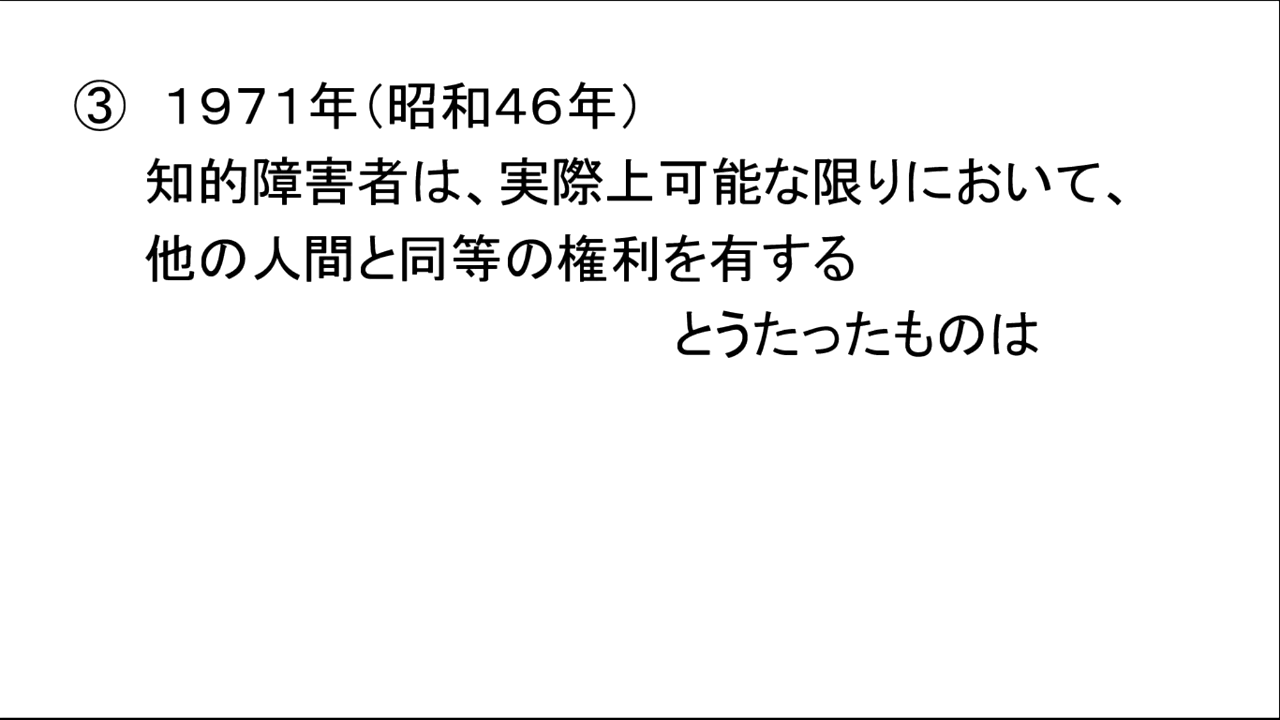 ③ 1971年(昭和46年)
知的障害者は、実際上可能な限りにおいて、
他の人間と同等の権利を有する
とうたったものは